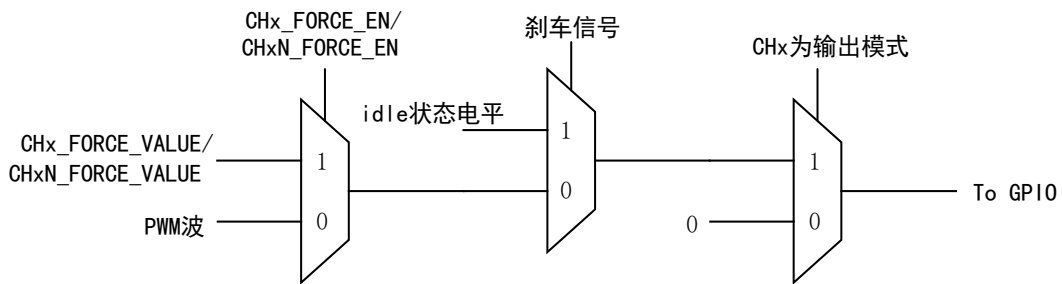 CHx_FORCE_EN/
CHxN_FORCE_EN
刹车信号
CHx为输出模式
idle状态电平
1
CHx_FORCE_VALUE/
CHxN_FORCE_VALUE
1
1
0
To GPIO
PWM波
0
0
0